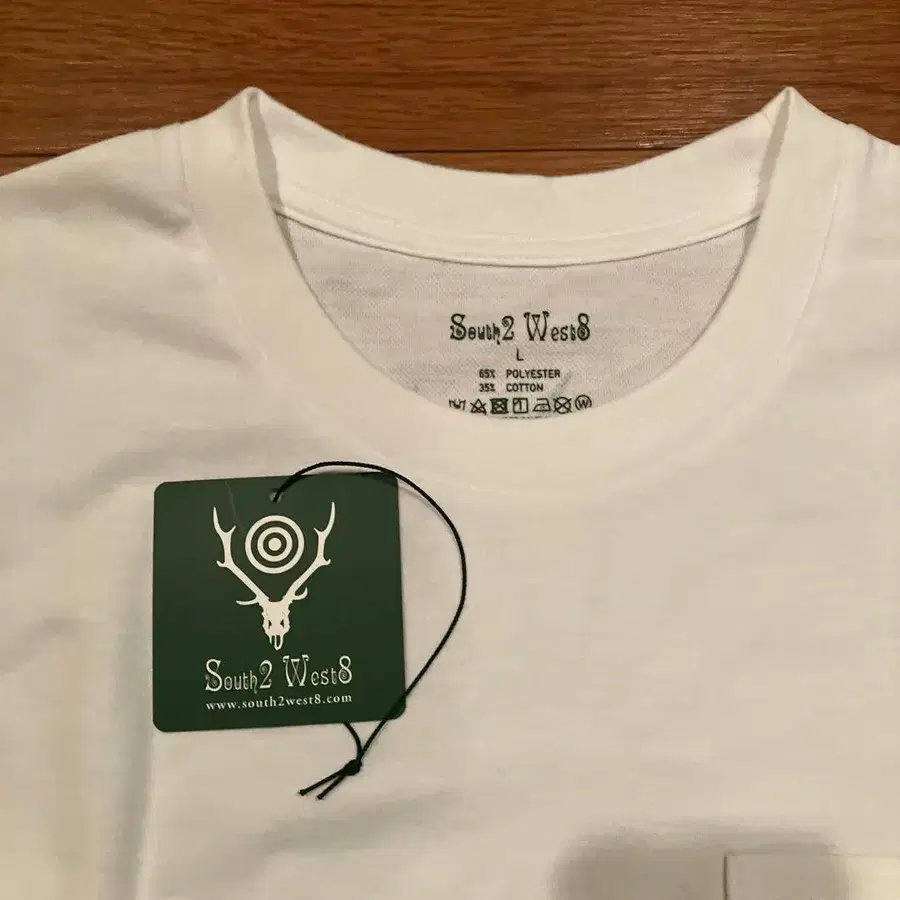 South2 West8
L
65% POLYESTER
35% COTTON
W
South2 West8
www.south2west8.com